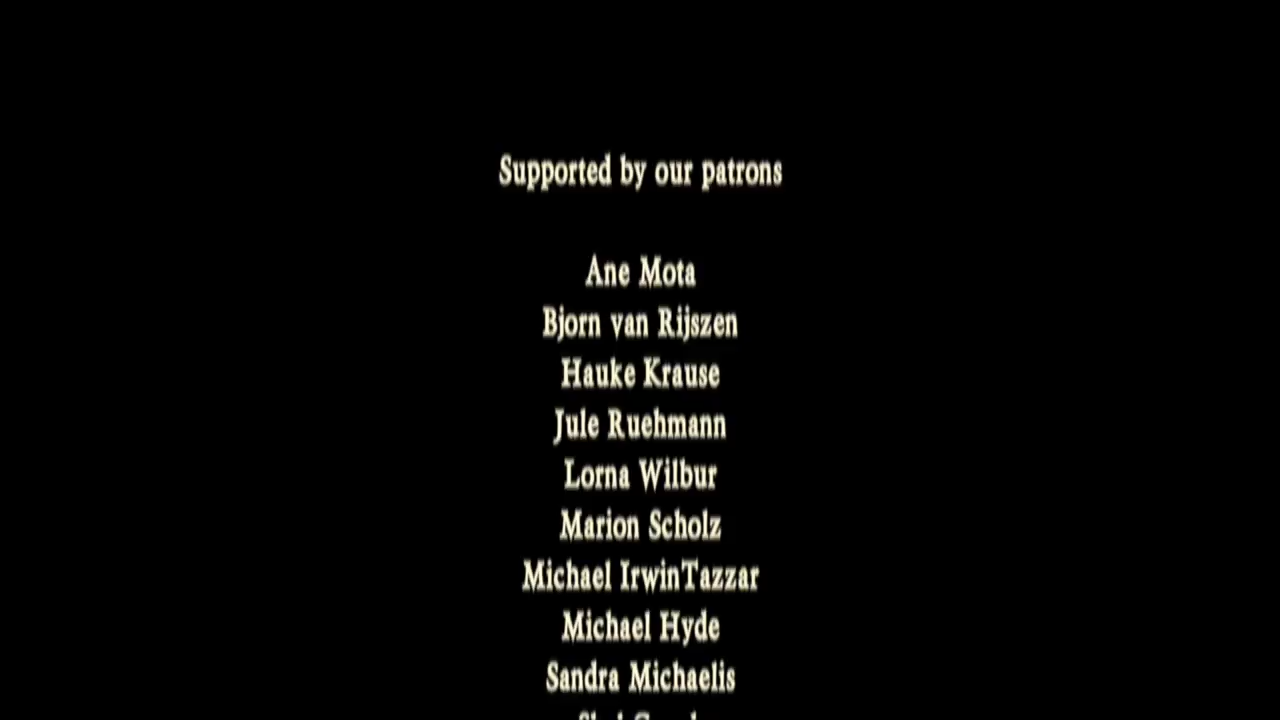 Supported by our patrons
Ane Mota
Bjorn van Rijszen
Hauke Krause
Jule Ruehmann
Lorna Wilbur
Marion Scholz
Michael IrwinTazzar
Michael Hyde
Sandra Michaelis